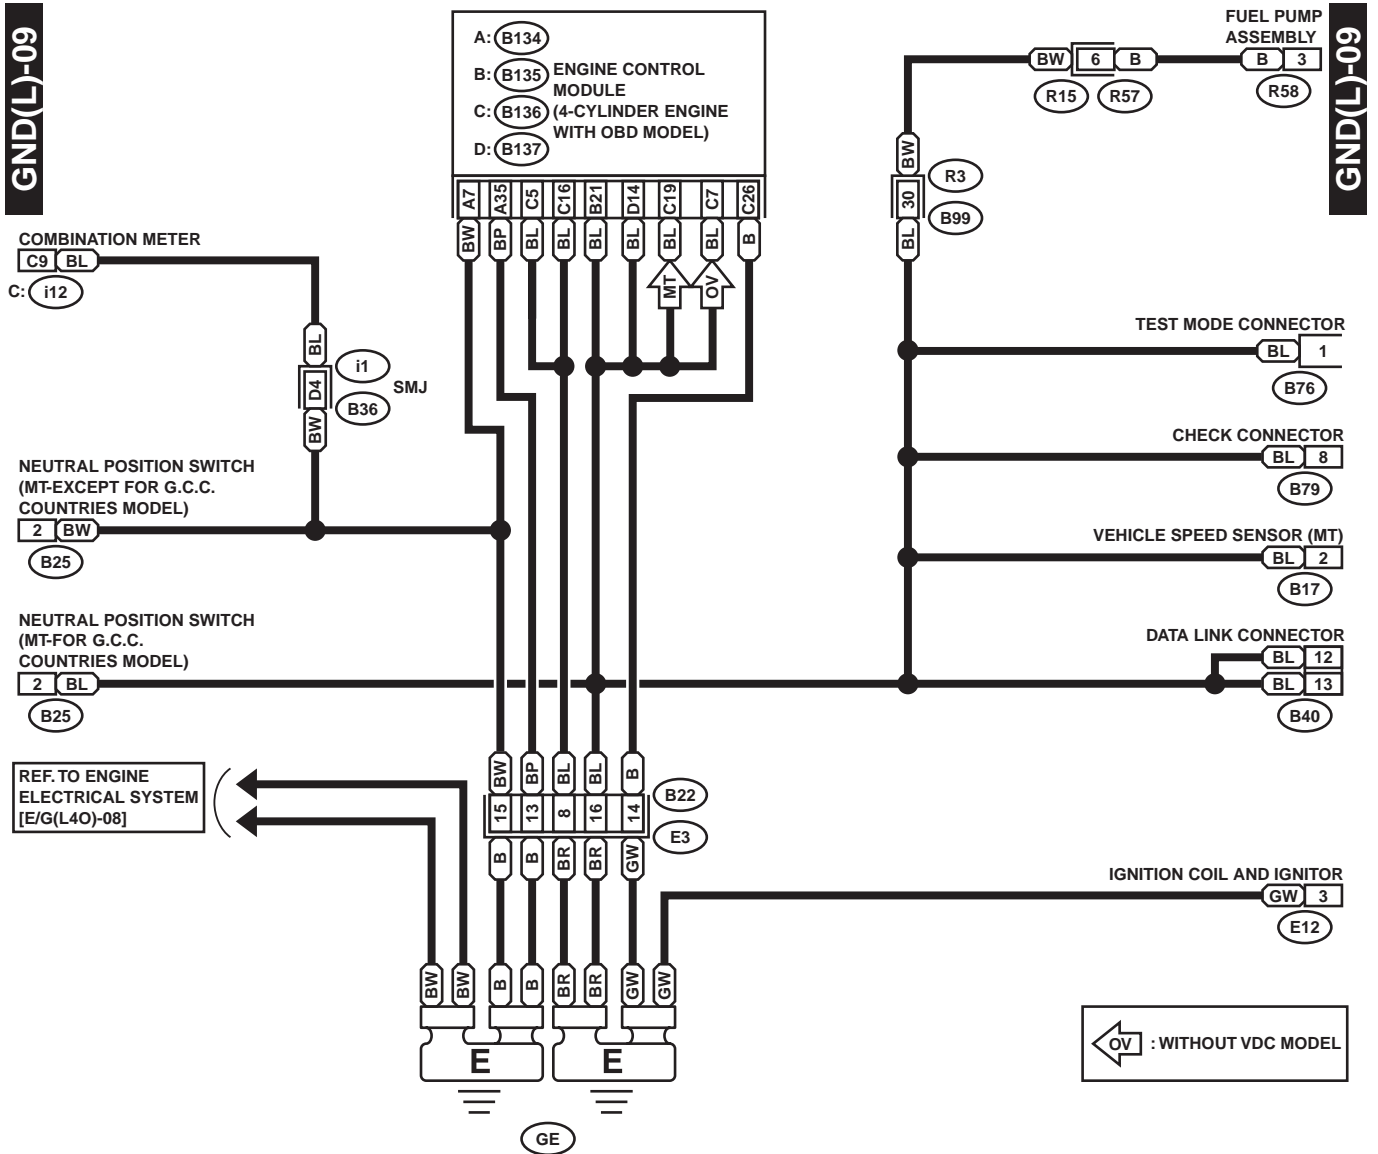 GND(L)-09
GND(L)-09
A: B134
B: B135
C: B136
D: B137
ENGINE CONTROL
MODULE
(4-CYLINDER ENGINE
WITH OBD MODEL)
A7 A35 C5 C16 B21 D14 C19 C7 C26
BW BP BL BL BL BL BL BL B
MT OV
FUEL PUMP
ASSEMBLY
BW 6 B B 3
R15 R57 R58
BW
30
BL
R3
B99
COMBINATION METER
C9 BL
C: i12
BL
D4
BW
i1
B36
SMJ
TEST MODE CONNECTOR
BL 1
B76
CHECK CONNECTOR
BL 8
B79
NEUTRAL POSITION SWITCH
(MT-EXCEPT FOR G.C.C.
COUNTRIES MODEL)
2 BW
B25
VEHICLE SPEED SENSOR (MT)
BL 2
B17
NEUTRAL POSITION SWITCH
(MT-FOR G.C.C.
COUNTRIES MODEL)
2 BL
B25
DATA LINK CONNECTOR
BL 12
BL 13
B40
REF. TO ENGINE
ELECTRICAL SYSTEM
[E/G(L4O)-08]
BW BP BL BL B
15 13 8 16 14
B B BR BR GW
B22
E3
IGNITION COIL AND IGNITOR
GW 3
E12
BW BW B B BR BR GW GW
E E
GE
OV : WITHOUT VDC MODEL